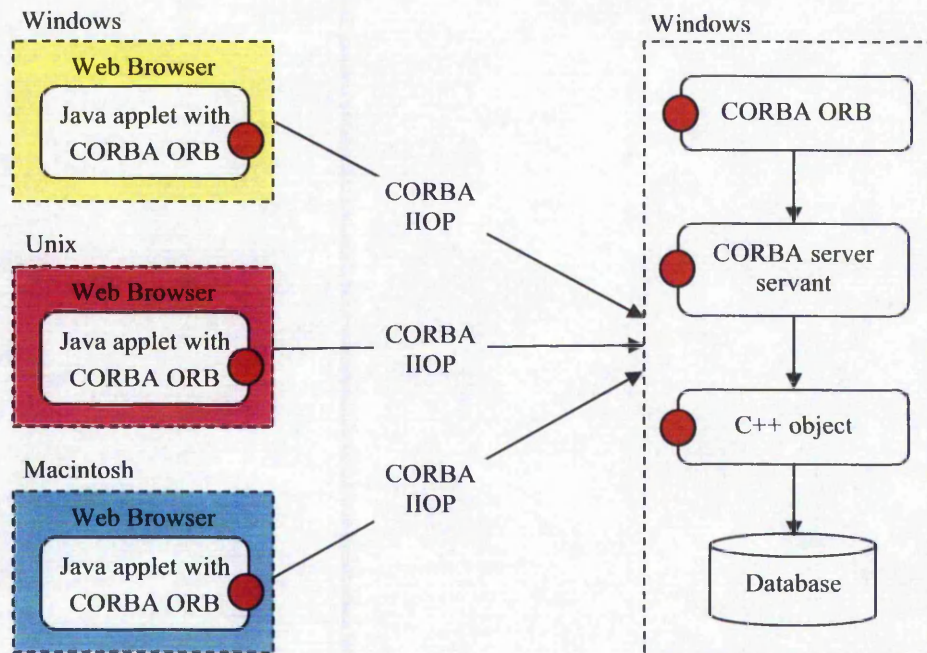 Windows
Web Browser
Java applet with
CORBA ORB
Unix
Web Browser
Java applet with
CORBA ORB
Macintosh
Web Browser
Java applet with
CORBA ORB
CORBA
IIOP
CORBA
IIOP
CORBA
IIOP
Windows
CORBA ORB
CORBA server
servant
C++ object
Database